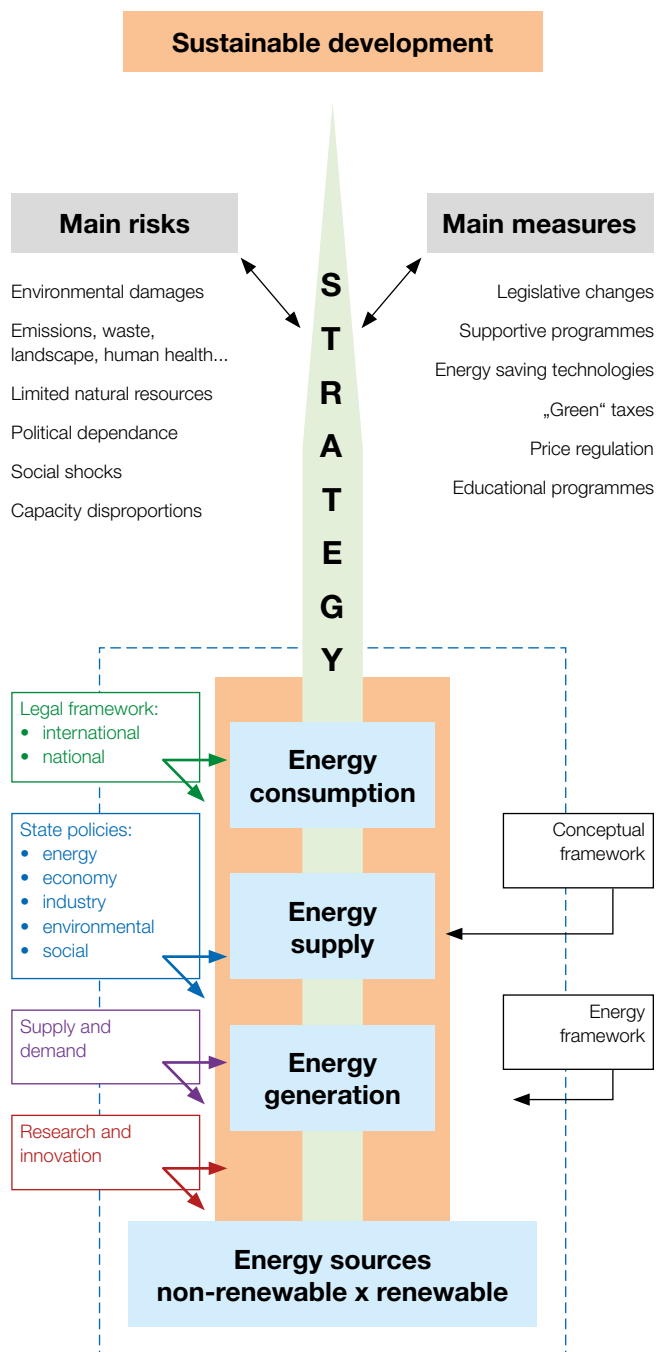 Sustainable development
Main risks
Environmental damages
Emissions, waste,
landscape, human health...
Limited natural resources
Political dependance
Social shocks
Capacity disproportions
Main measures
Legislative changes
Supportive programmes
Energy saving technologies
„Green“ taxes
Price regulation
Educational programmes
S
T
R
A
T
E
G
Y
Legal framework:
• international
• national
State policies:
• energy
• economy
• industry
• environmental
• social
Supply and
demand
Research and
innovation
Energy
consumption
Energy
supply
Energy
generation
Conceptual
framework
Energy
framework
Energy sources
non-renewable x renewable